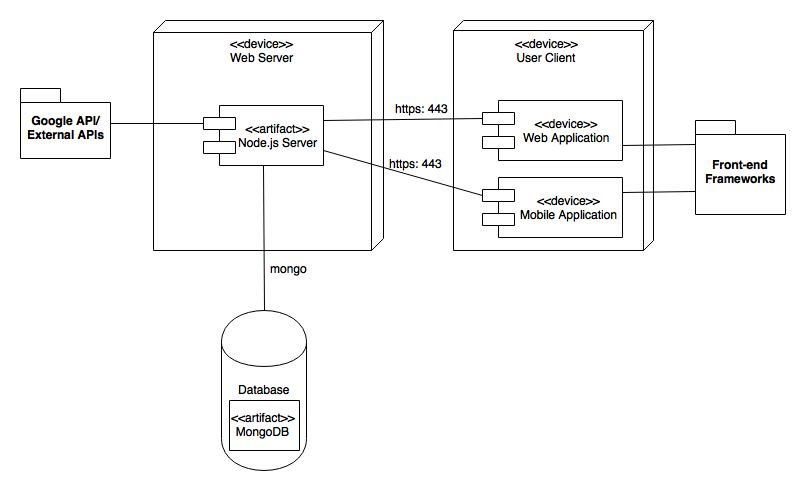 <<device>>
Web Server
<<device>>
User Client
Google API/
External APIs
<<artifact>>
Node.js Server
https: 443
https: 443
<<device>>
Web Application
<<device>>
Mobile Application
Front-end
Frameworks
mongo
Database
<<artifact>>
MongoDB